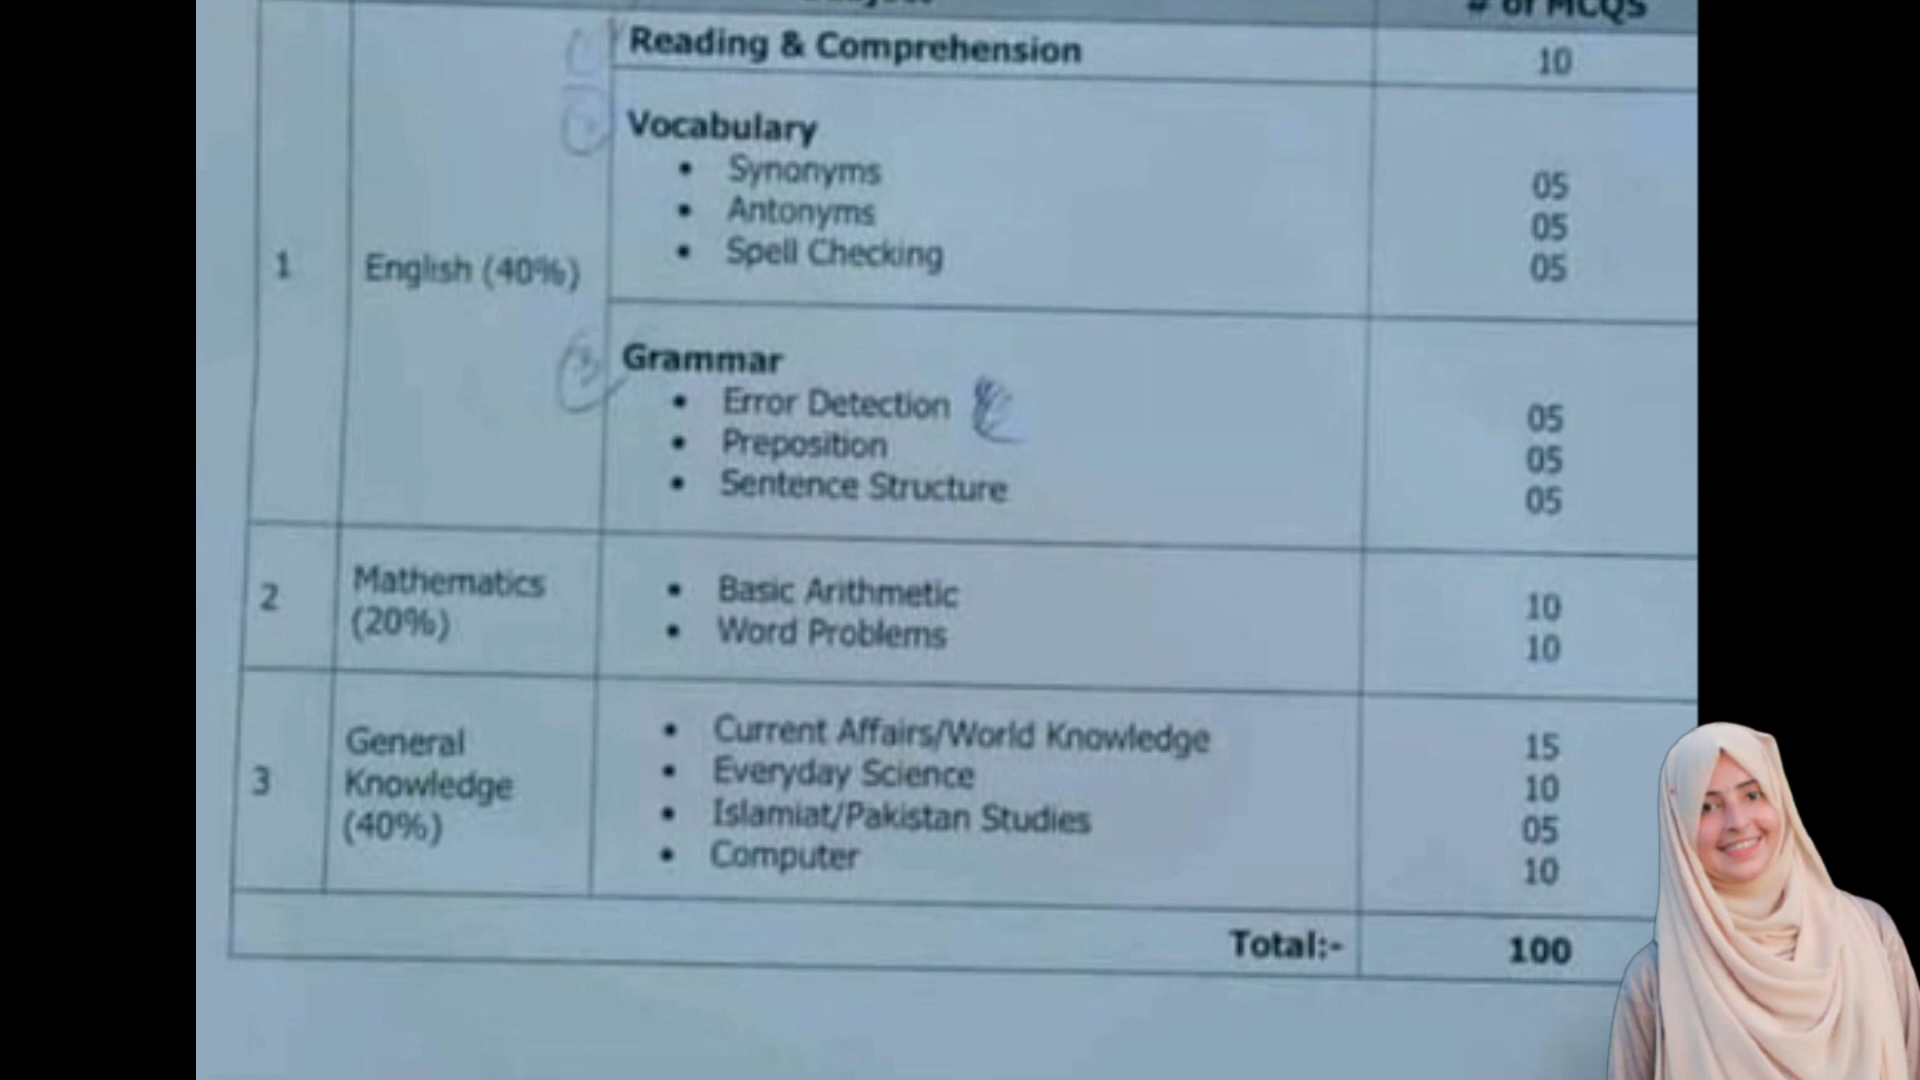 # of MCQS
Reading & Comprehension 10
Vocabulary
• Synonyms 05
• Antonyms 05
• Spell Checking 05
1 English (40%)
Grammar
• Error Detection 05
• Preposition 05
• Sentence Structure 05
2 Mathematics (20%)
• Basic Arithmetic 10
• Word Problems 10
3 General Knowledge (40%)
• Current Affairs/World Knowledge 15
• Everyday Science 10
• Islamiat/Pakistan Studies 05
• Computer 10
Total:- 100